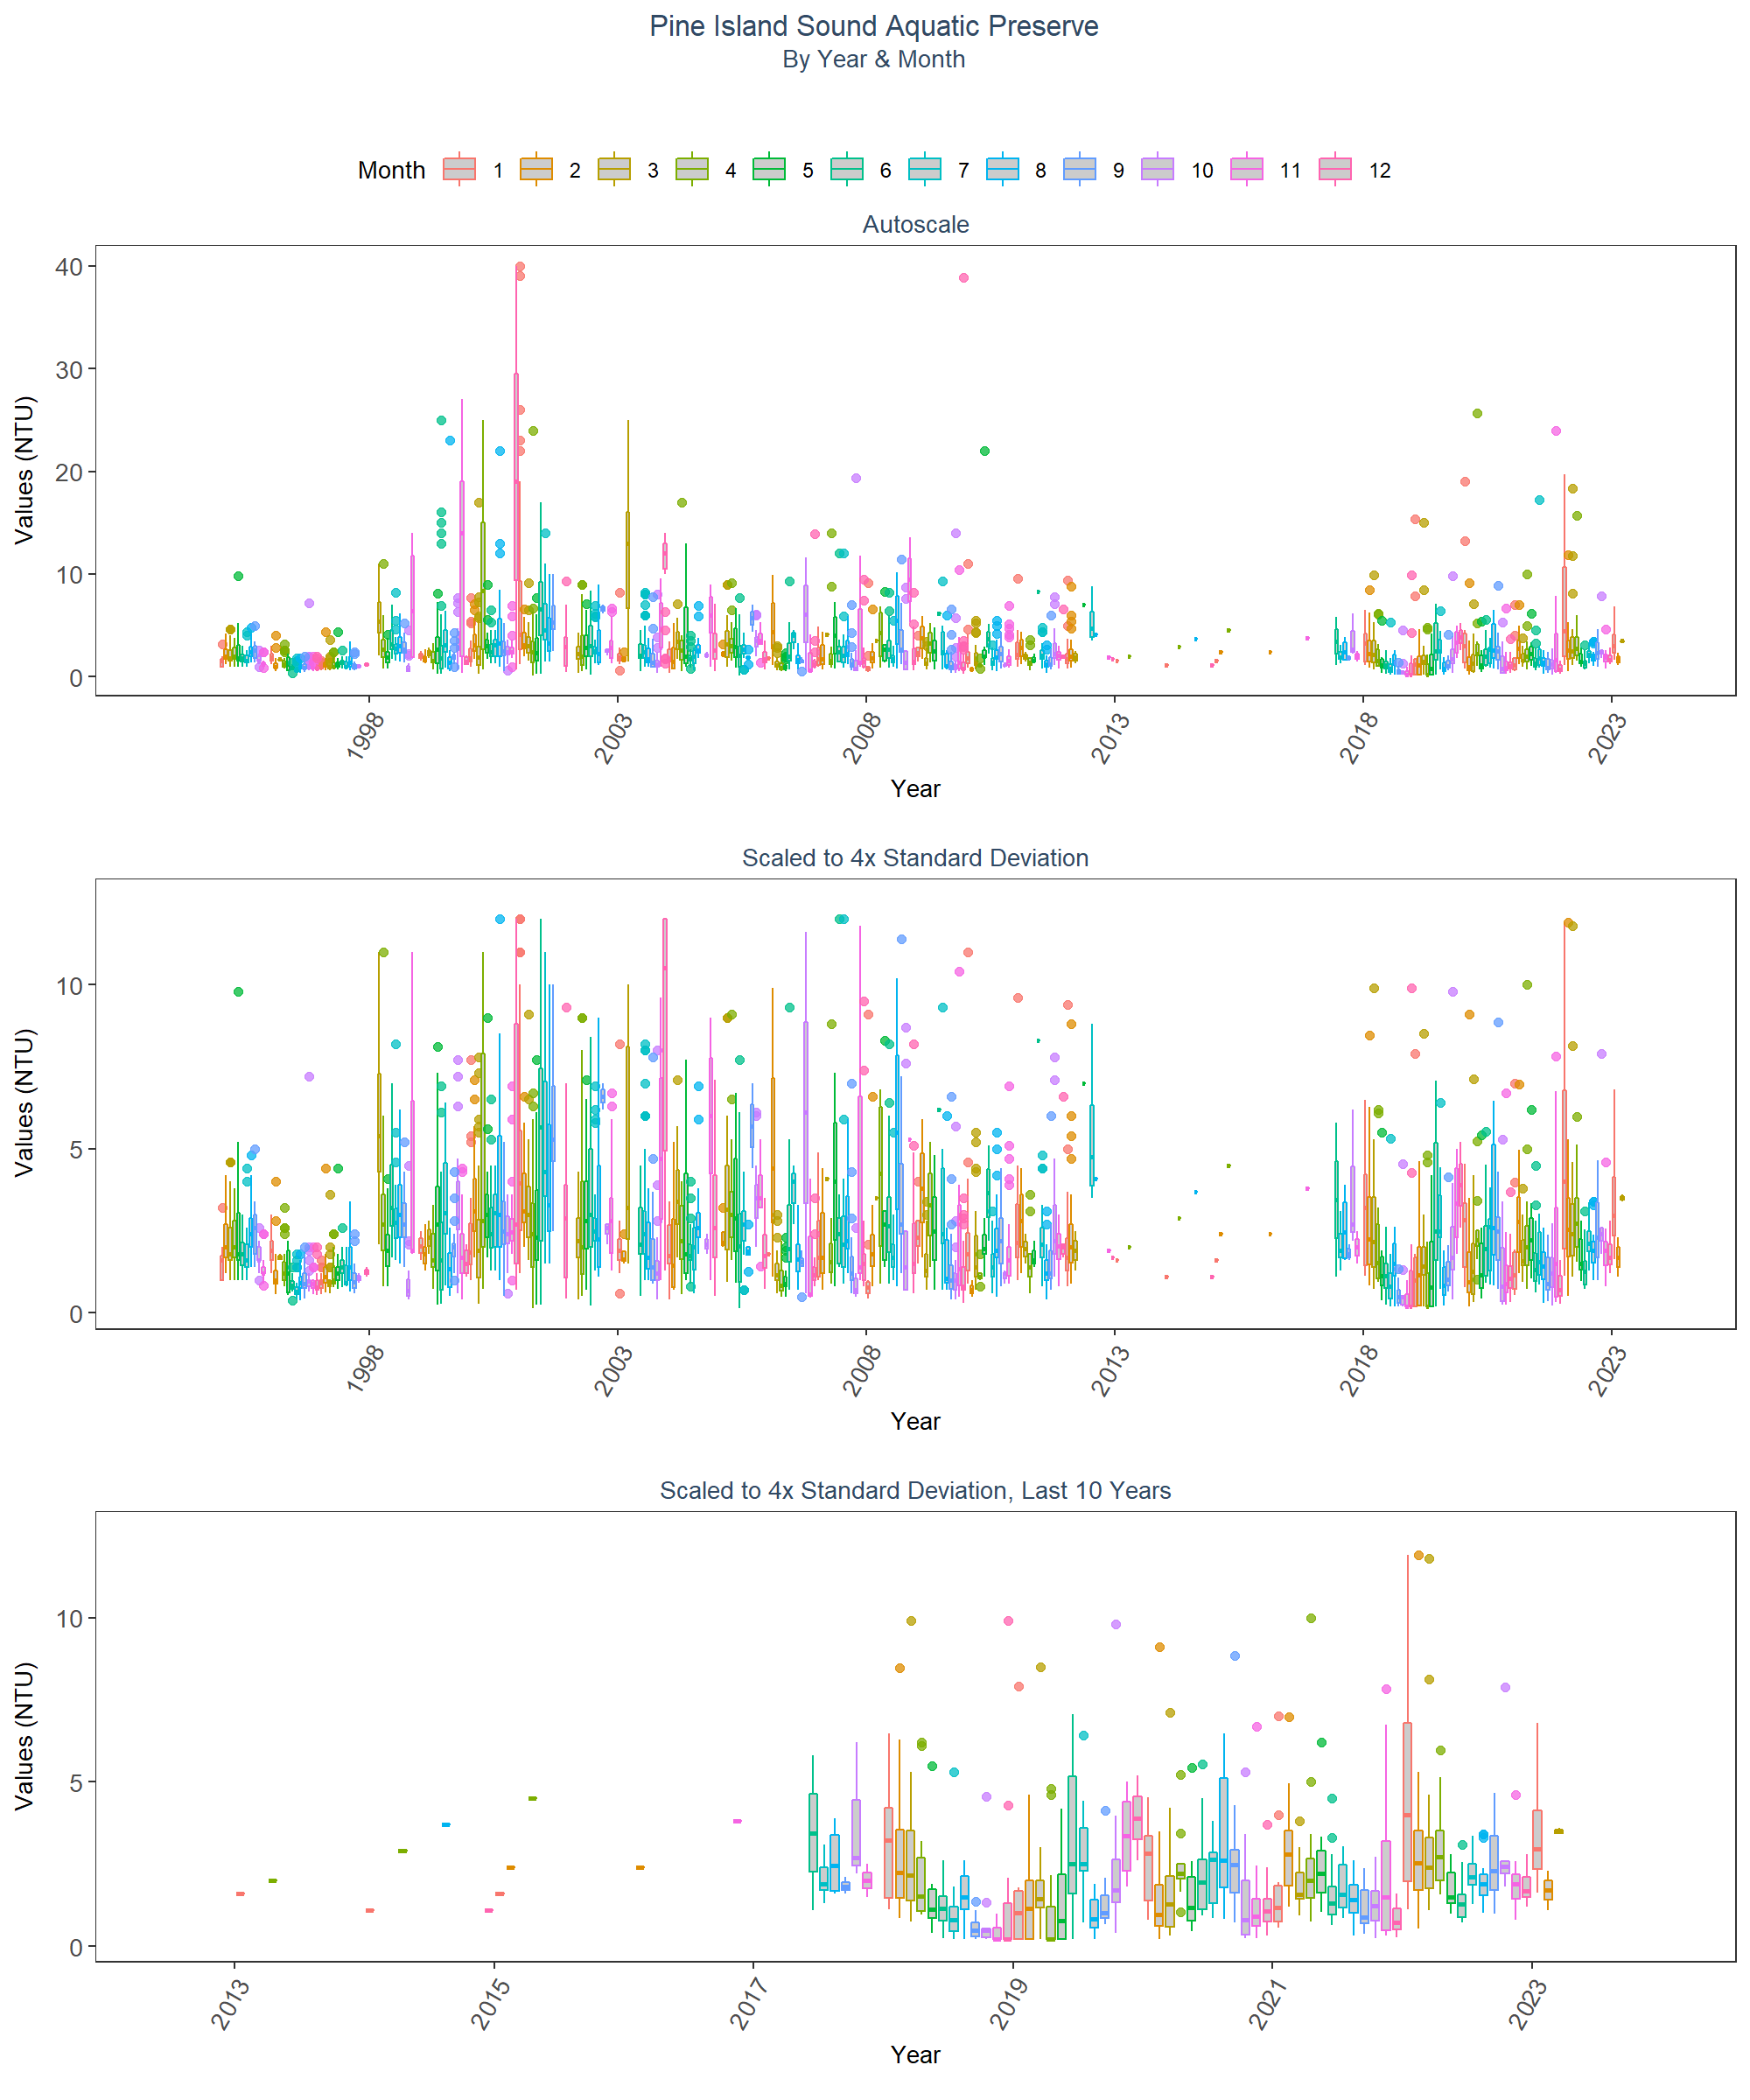 Pine Island Sound Aquatic Preserve
By Year & Month
Month 1 2 3 4 5 6 7 8 9 10 11 12
Autoscale
Values (NTU)
40
30
20
10
0
1998 2003 2008 2013 2018 2023
Year
Scaled to 4x Standard Deviation
Values (NTU)
10
5
0
1998 2003 2008 2013 2018 2023
Year
Scaled to 4x Standard Deviation, Last 10 Years
Values (NTU)
10
5
0
2013 2015 2017 2019 2021 2023
Year